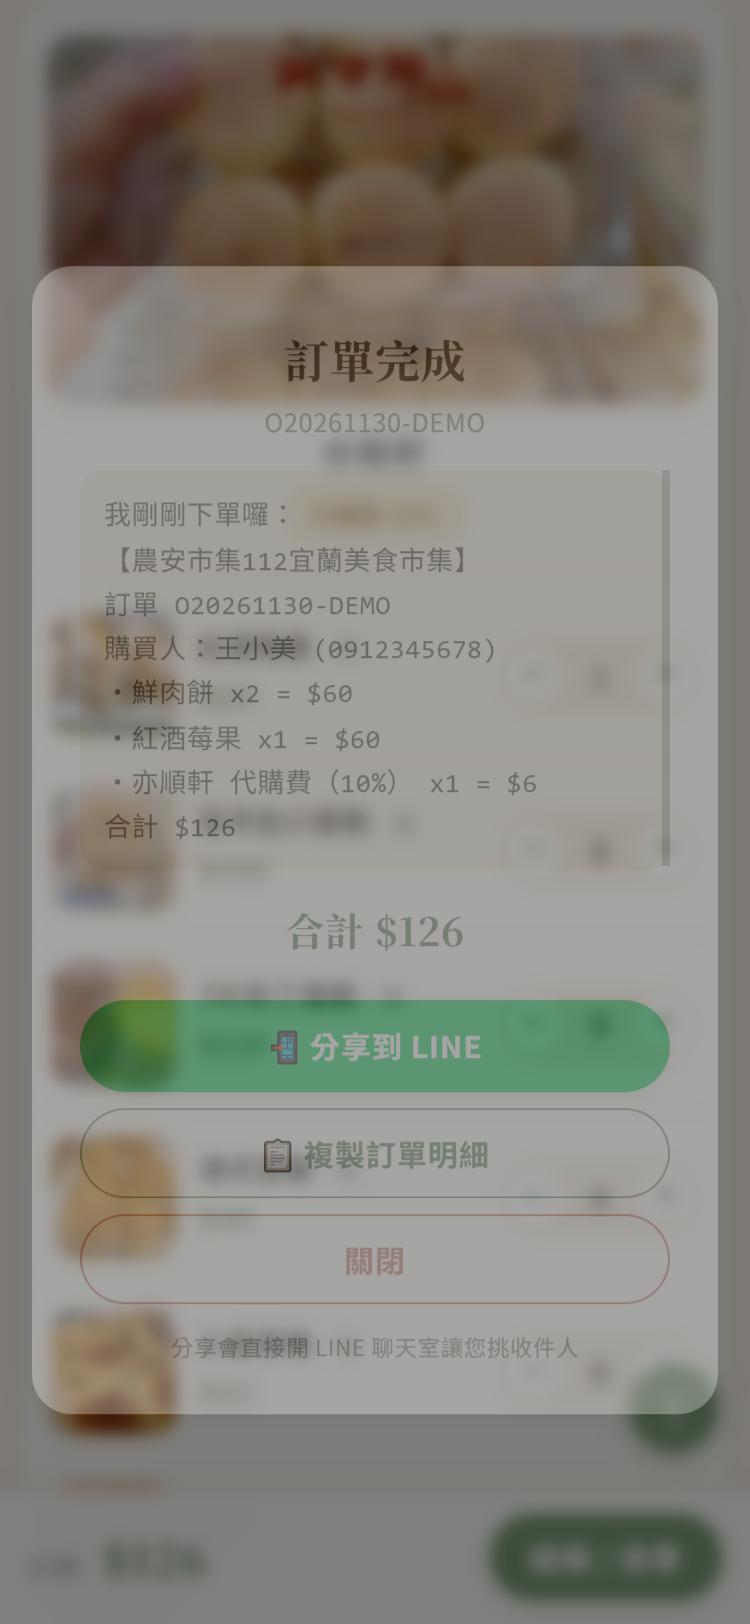 訂單完成
O20261130-DEMO
我剛剛下單囉：
【農安市集112宜蘭美食市集】
訂單 O20261130-DEMO
購買人：王小美 (0912345678)
・鮮肉餅 x2 = $60
・紅酒莓果 x1 = $60
・亦順軒 代購費（10%） x1 = $6
合計 $126
合計 $126
分享到 LINE
複製訂單明細
關閉
分享會直接開 LINE 聊天室讓您挑收件人
$126